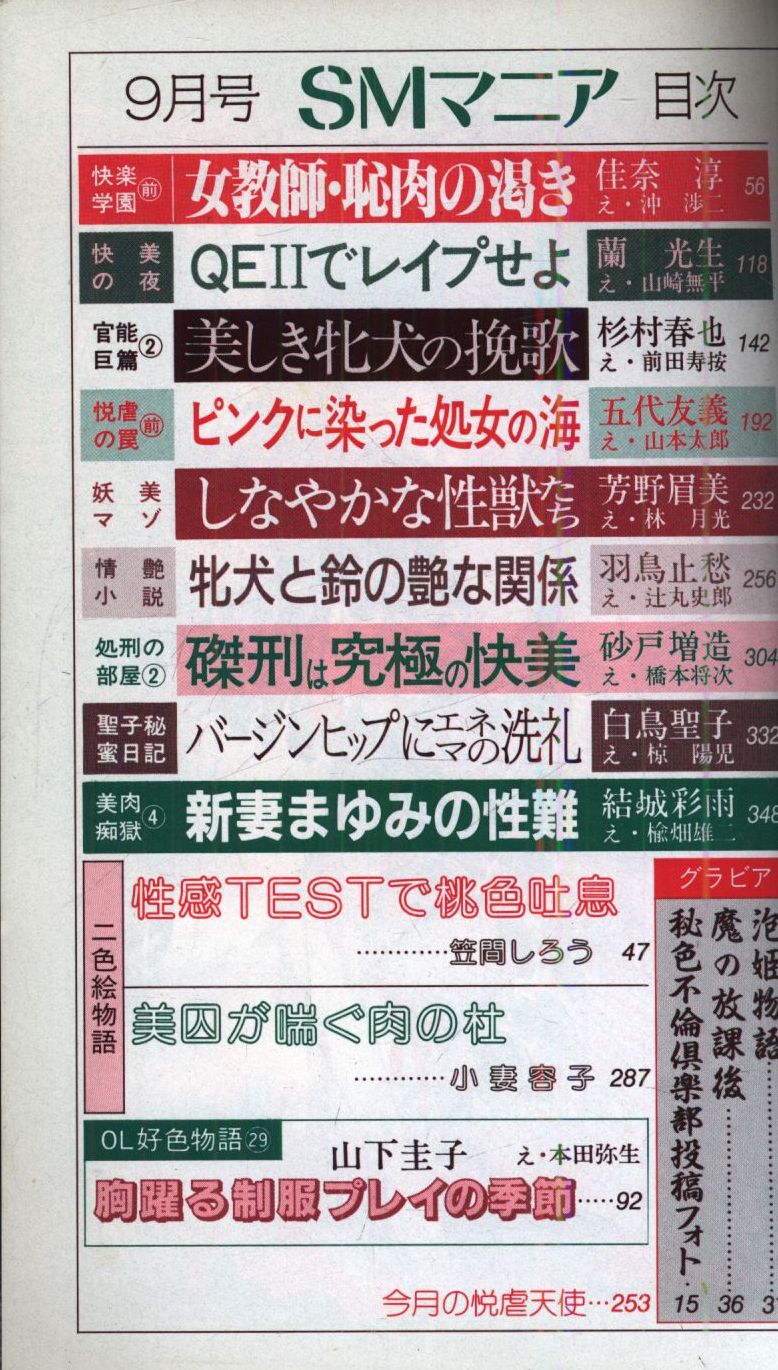 9月号 SMマニア 目次
快楽学園前 女教師・恥肉の渇き 佳奈 淳 え・沖 渉二 56
快美の夜 QEIIでレイプせよ 蘭 光生 え・山崎無平 118
官能巨篇② 美しき牝犬の挽歌 杉村春也 え・前田寿按 142
悦虐の罠前 ピンクに染った処女の海 五代友義 え・山本太郎 192
妖美マゾ しなやかな性獣たち 芳野眉美 え・林 月光 232
情艶小説 牝犬と鈴の艶な関係 羽鳥止愁 え・辻丸史郎 256
処刑の部屋② 磔刑は究極の快美 砂戸増造 え・橋本将次 304
聖子秘蜜日記 バージンヒップにエネマの洗礼 白鳥聖子 え・椋 陽児 332
美肉痴獄④ 新妻まゆみの性難 結城彩雨 え・楡畑雄二 348
二色絵物語
性感TESTで桃色吐息
…………笠間しろう 47
美囚が喘ぐ肉の杜
…………小妻容子 287
OL好色物語㉙
山下圭子 え・本田弥生
胸躍る制服プレイの季節……92
今月の悦虐天使…253
グラビア
泡姫物語
魔の放課後…………36
秘色不倫倶楽部投稿フォト・15